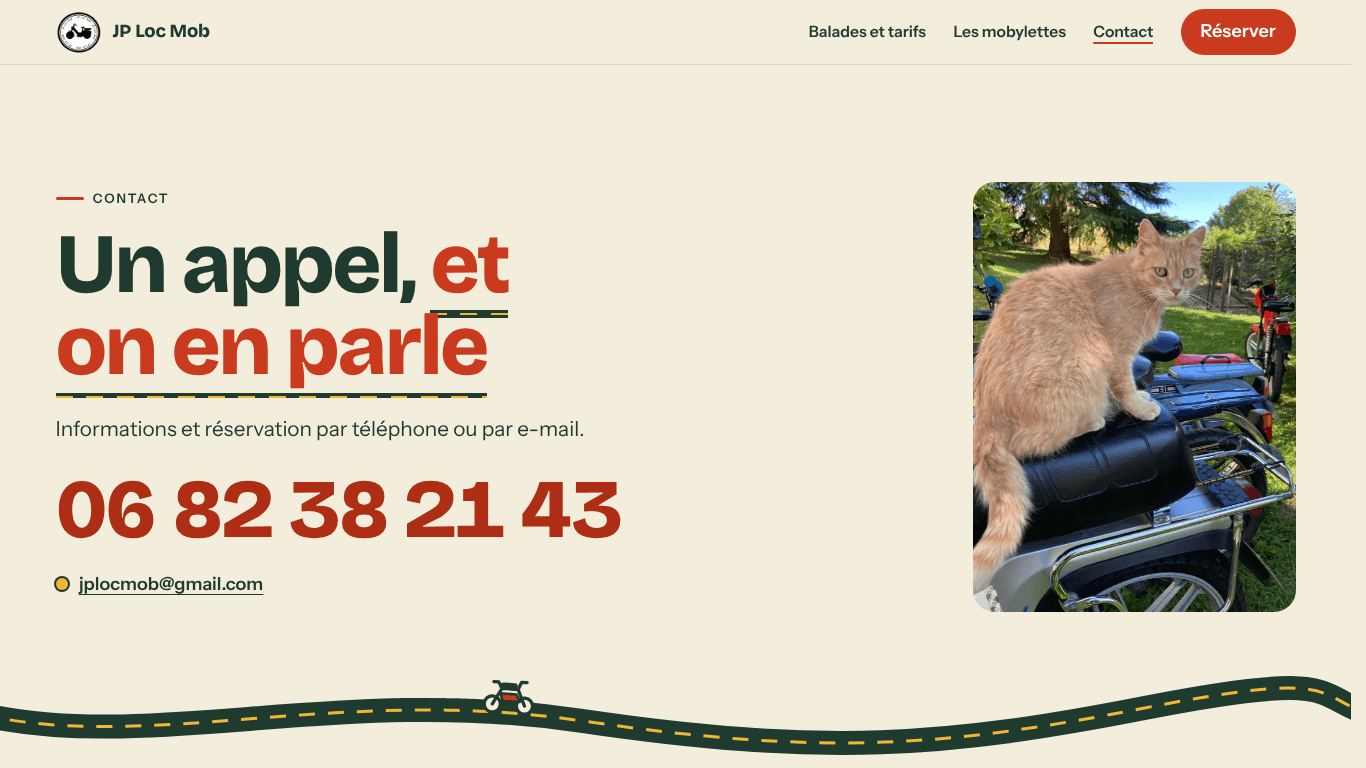 JP Loc Mob
Balades et tarifs
Les mobylettes
Contact
Réserver
CONTACT
Un appel, et
on en parle
Informations et réservation par téléphone ou par e-mail.
06 82 38 21 43
jplocmob@gmail.com